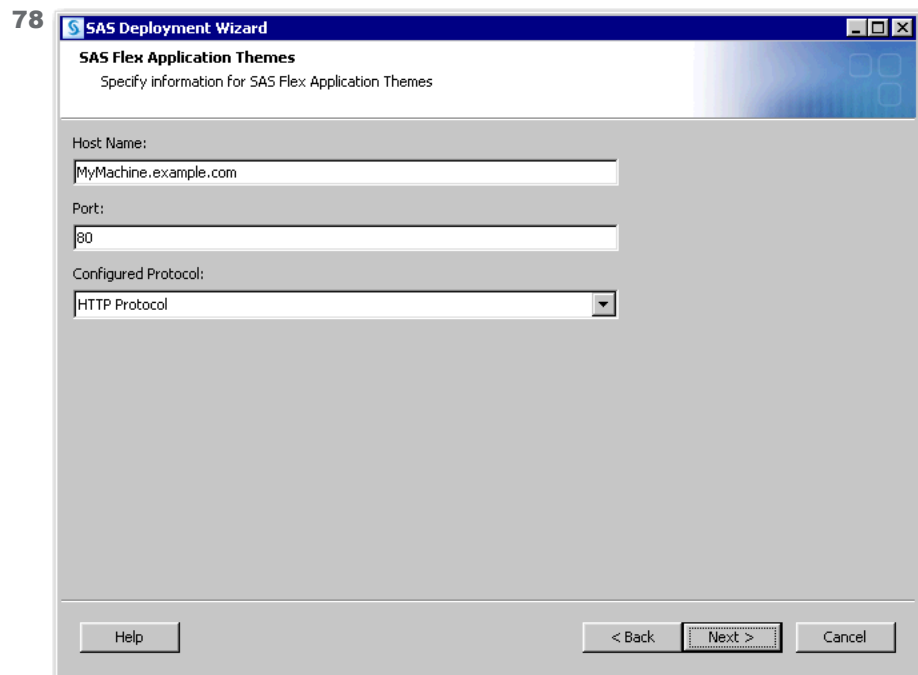 78
SAS Deployment Wizard
SAS Flex Application Themes
Specify information for SAS Flex Application Themes
Host Name:
MyMachine.example.com
Port:
80
Configured Protocol:
HTTP Protocol
Help
< Back
Next >
Cancel